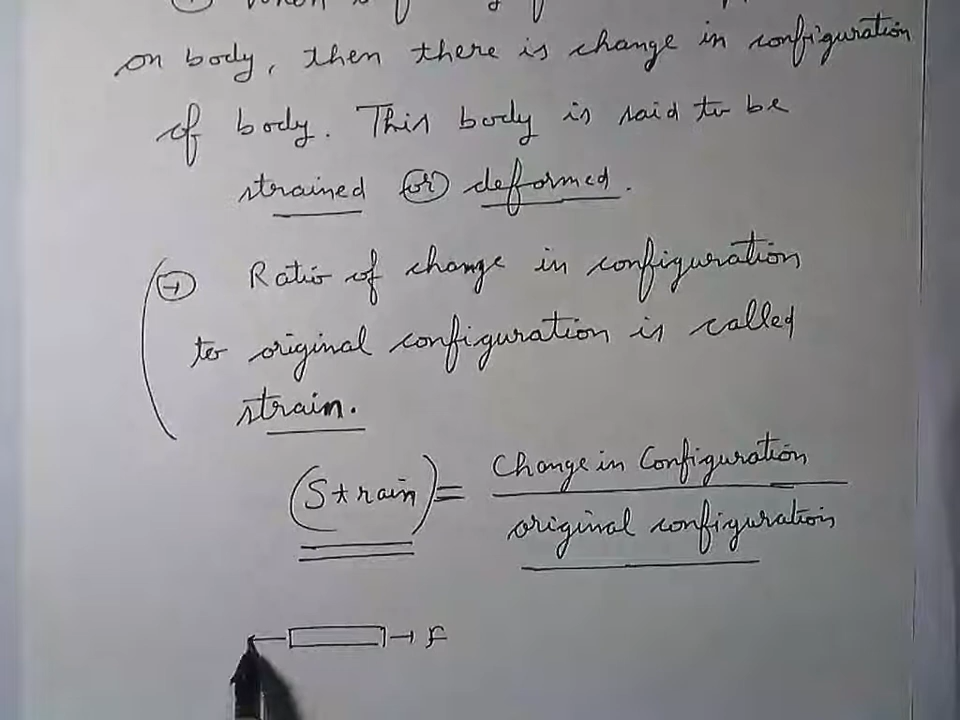 on body, then there is change in configuration
of body. This body is said to be
strained (or) deformed.
→ Ratio of change in configuration
to original configuration is called
strain.
(Strain) = Change in Configuration
original configuration
F